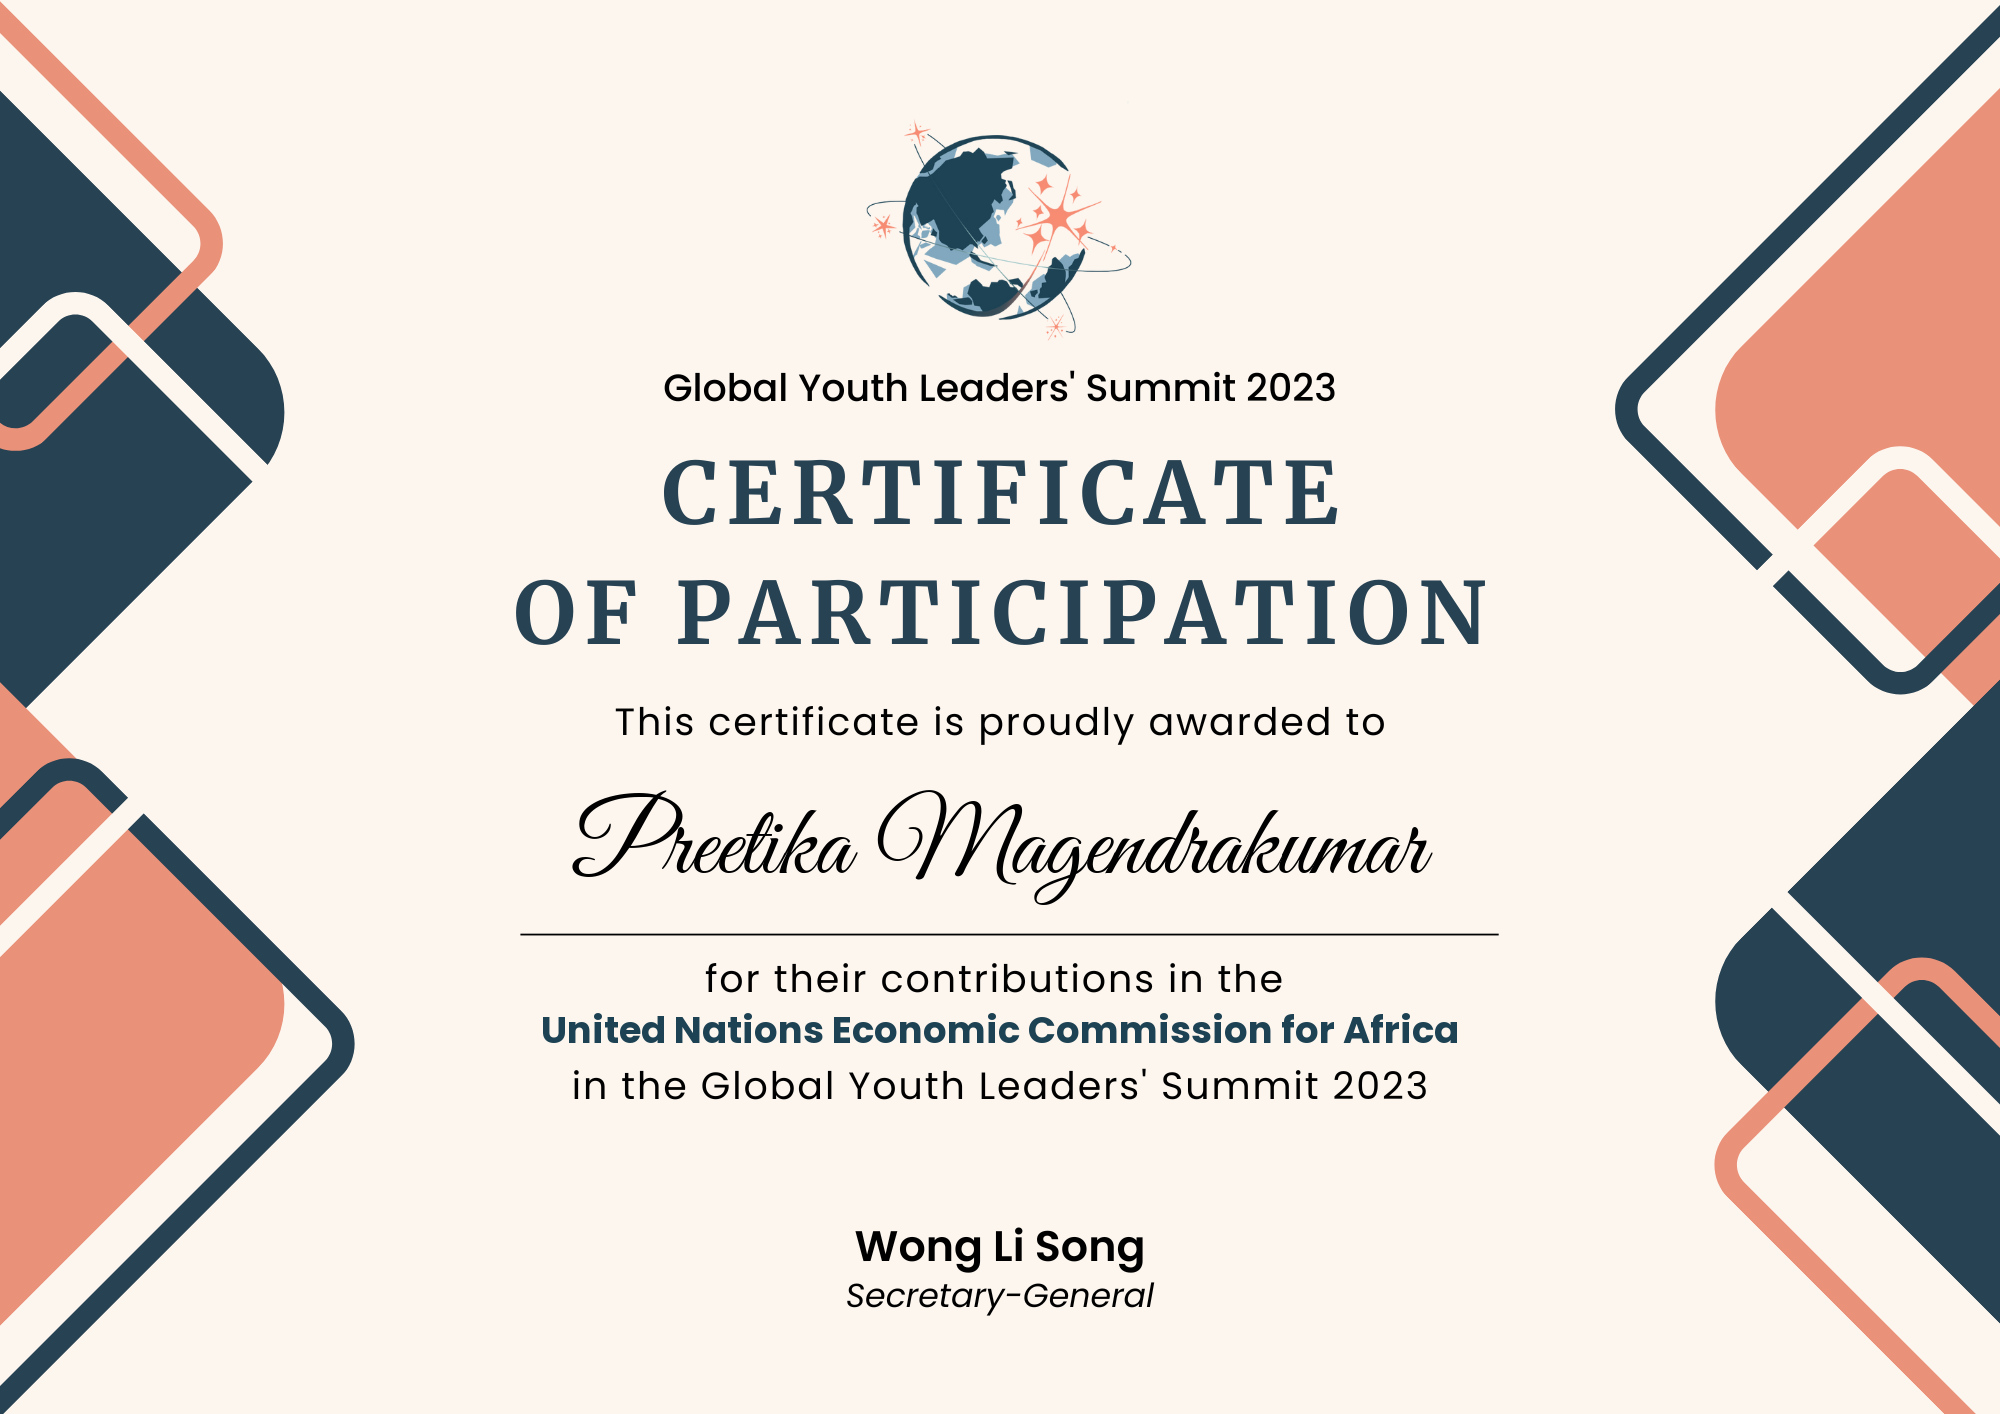 Global Youth Leaders' Summit 2023
CERTIFICATE
OF PARTICIPATION
This certificate is proudly awarded to
Preetika Magendrakumar
for their contributions in the
United Nations Economic Commission for Africa
in the Global Youth Leaders' Summit 2023
Wong Li Song
Secretary-General